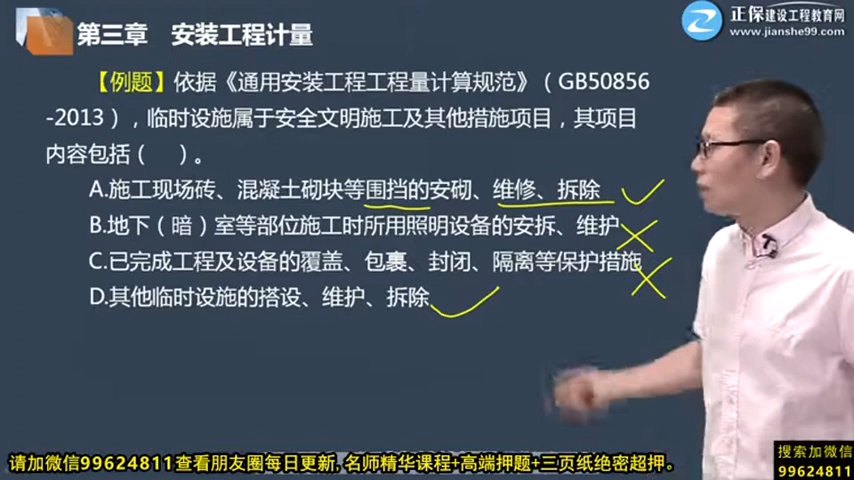 第三章 安装工程计量
正保建设工程教育网
www.jianshe99.com
【例题】依据《通用安装工程工程量计算规范》（GB50856
-2013），临时设施属于安全文明施工及其他措施项目，其项目
内容包括（ ）。
A.施工现场砖、混凝土砌块等围挡的安砌、维修、拆除
B.地下（暗）室等部位施工时所用照明设备的安拆、维护
C.已完成工程及设备的覆盖、包裹、封闭、隔离等保护措施
D.其他临时设施的搭设、维护、拆除
请加微信99624811查看朋友圈每日更新,名师精华课程+高端押题+三页纸绝密超押。
搜索加微信
99624811